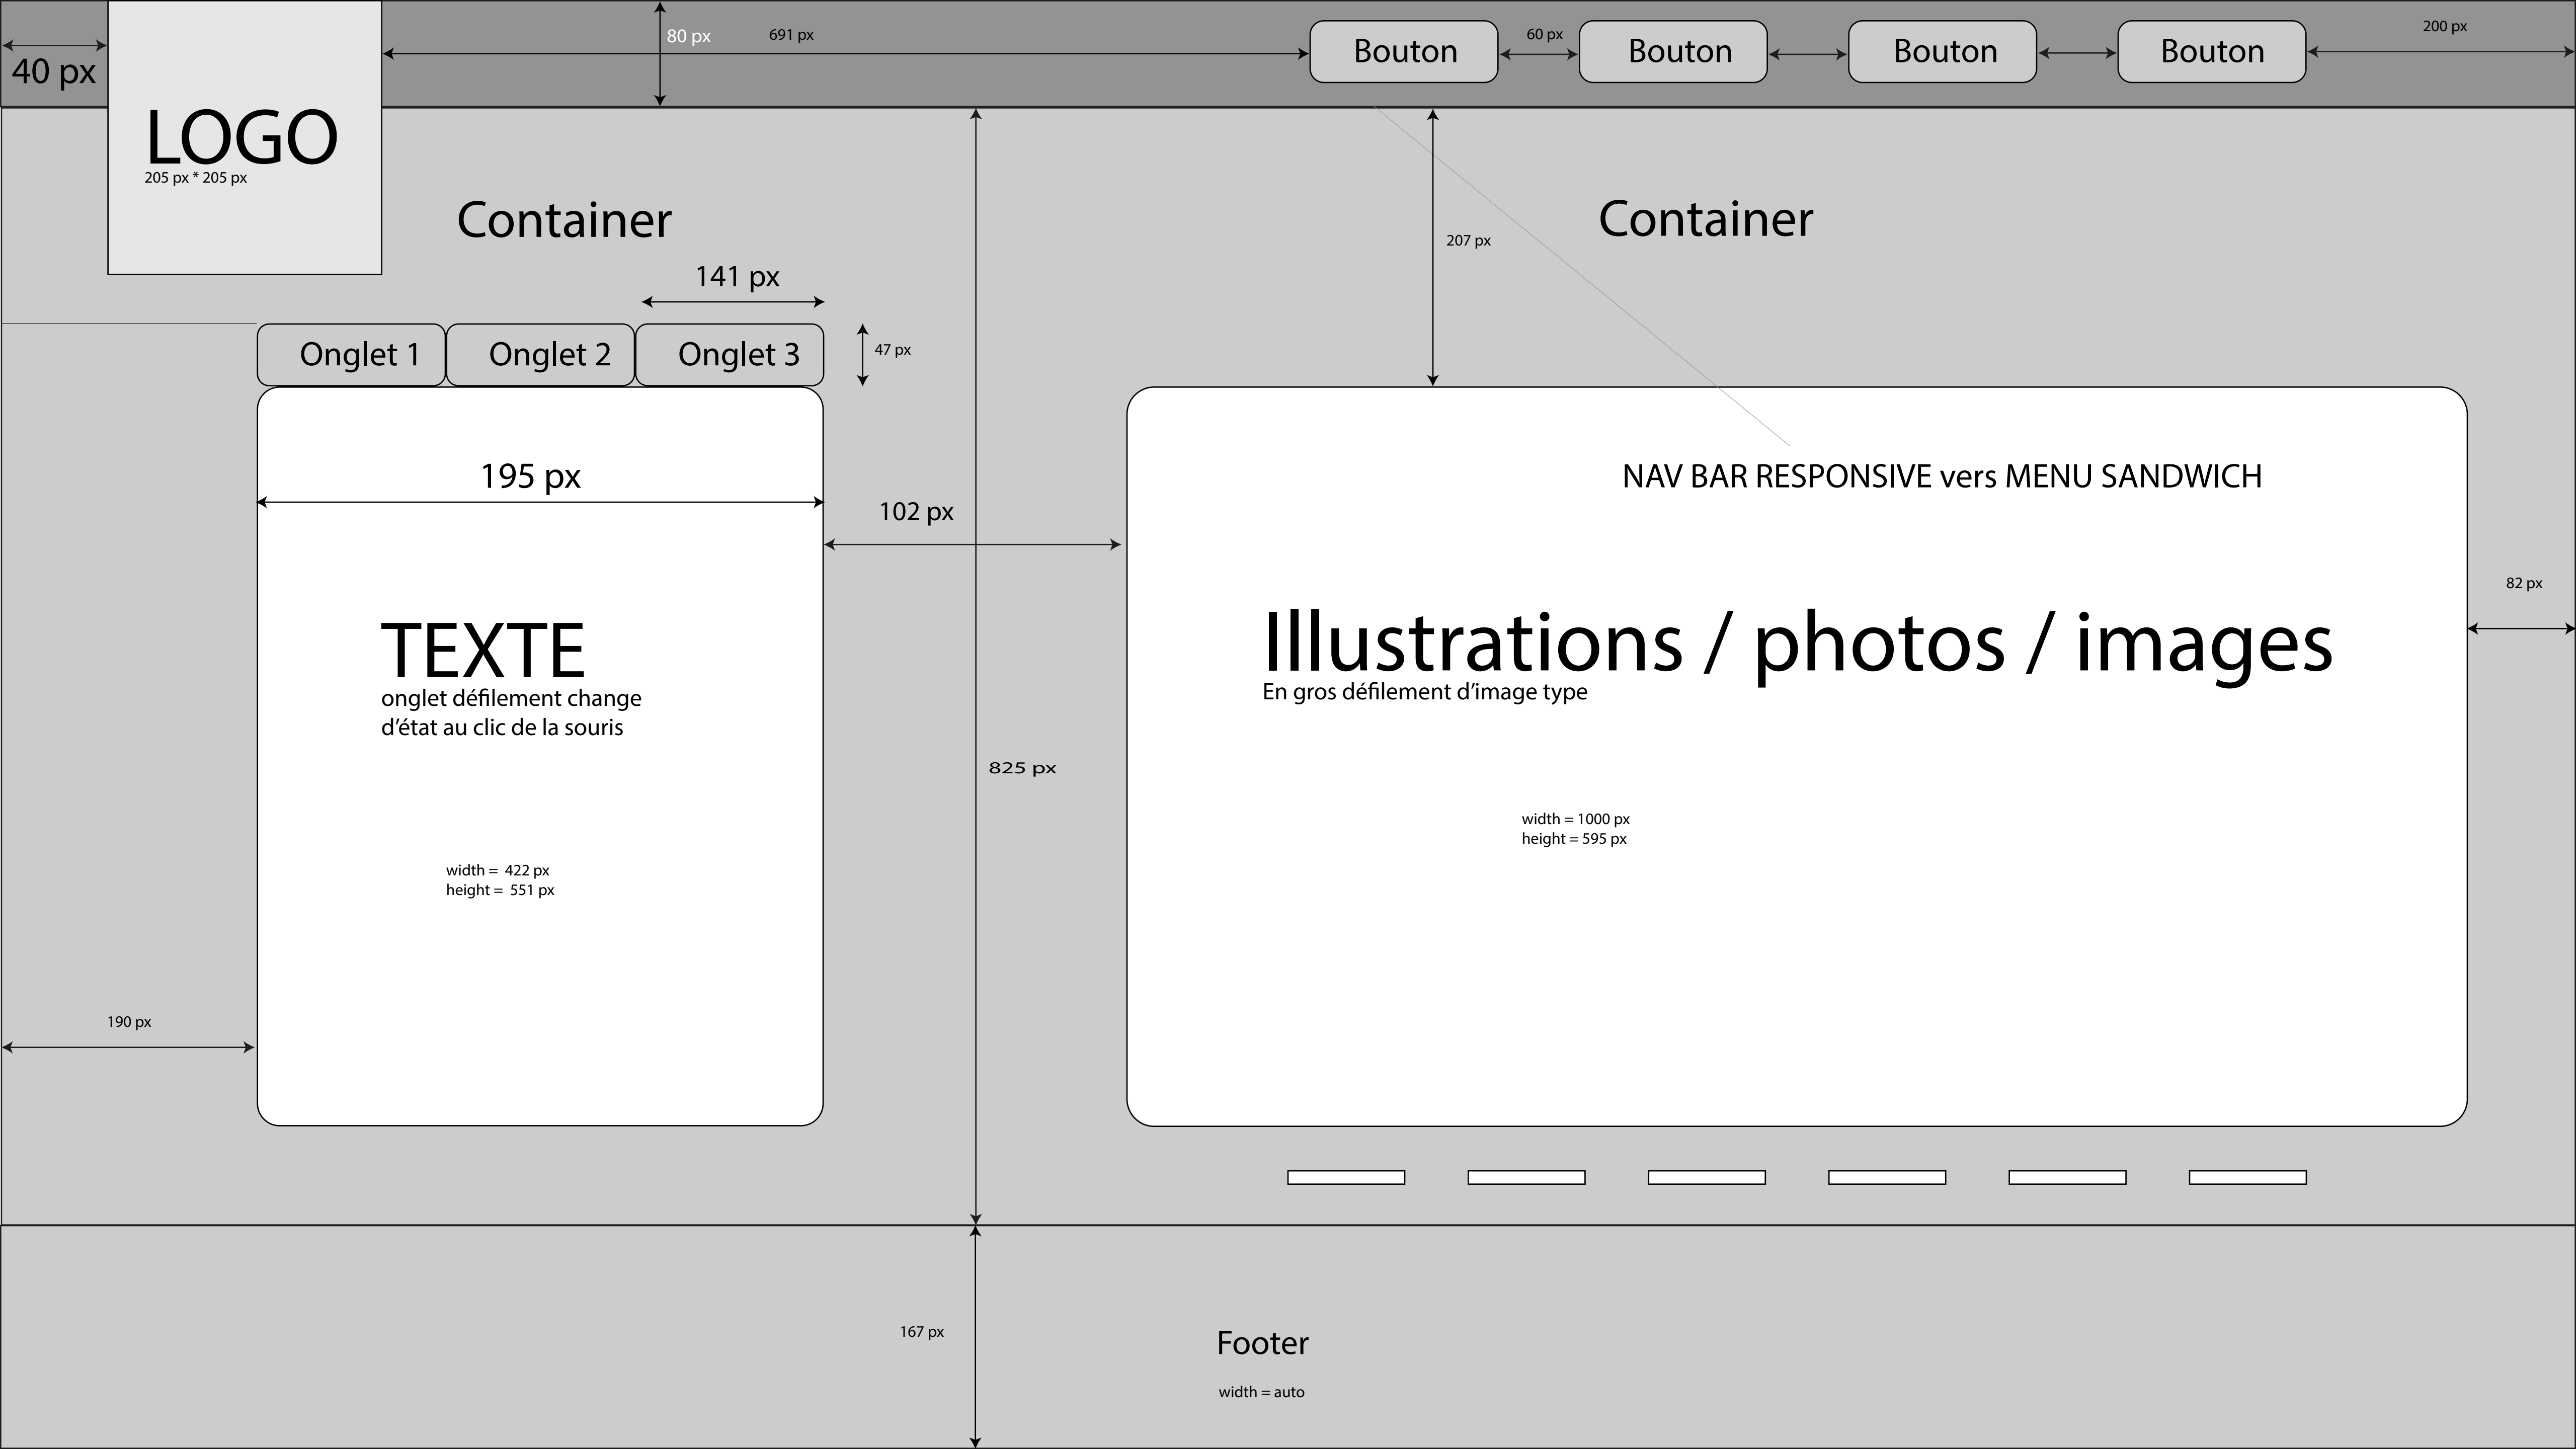 40 px
LOGO
205 px * 205 px
80 px
691 px
Bouton
60 px
Bouton
Bouton
Bouton
200 px
Container
Container
207 px
141 px
Onglet 1
Onglet 2
Onglet 3
47 px
195 px
102 px
NAV BAR RESPONSIVE vers MENU SANDWICH
82 px
TEXTE
onglet défilement change
d’état au clic de la souris
Illustrations / photos / images
En gros défilement d’image type
825 px
width = 1000 px
height = 595 px
width = 422 px
height = 551 px
190 px
167 px
Footer
width = auto